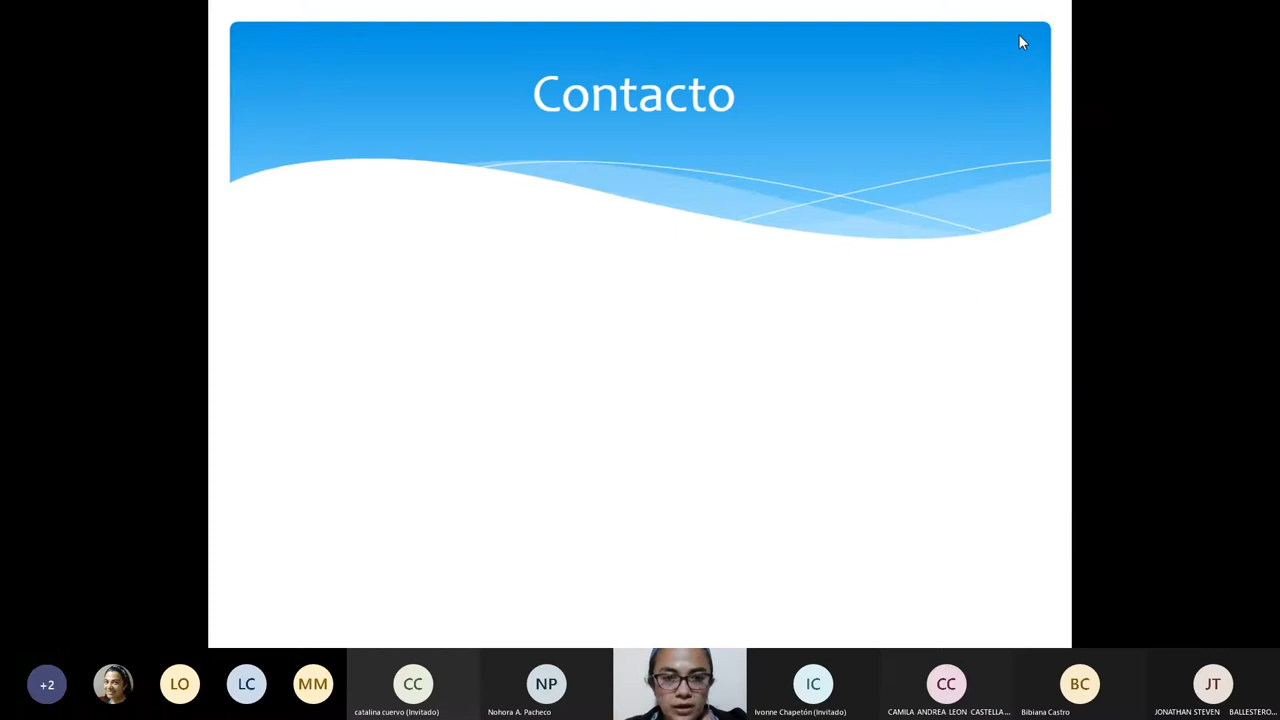 Contacto
+2
LO
LC
MM
CC
NP
IC
CC
BC
JT
catalina cuervo (Invitado)
Nohora A. Pacheco
Ivonne Chapetón (Invitado)
CAMILA ANDREA LEON CASTELLA...
Bibiana Castro
JONATHAN STEVEN BALLESTERO...